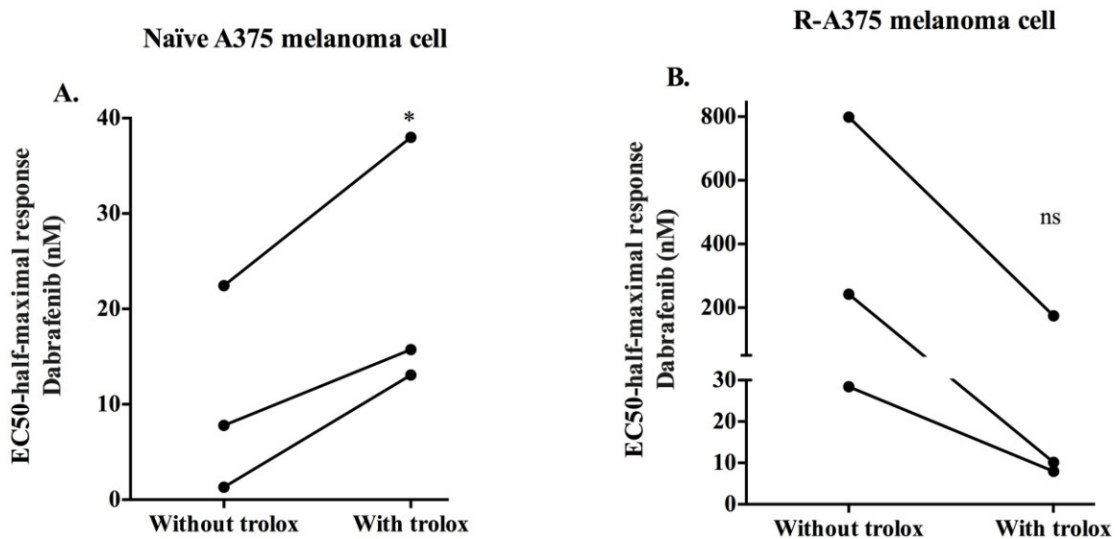 Naïve A375 melanoma cell
A.
EC50-half-maximal response
Dabrafenib (nM)
40
30
20
10
0
*
Without trolox
With trolox
R-A375 melanoma cell
B.
EC50-half-maximal response
Dabrafenib (nM)
800
600
400
200
30
20
10
0
ns
Without trolox
With trolox